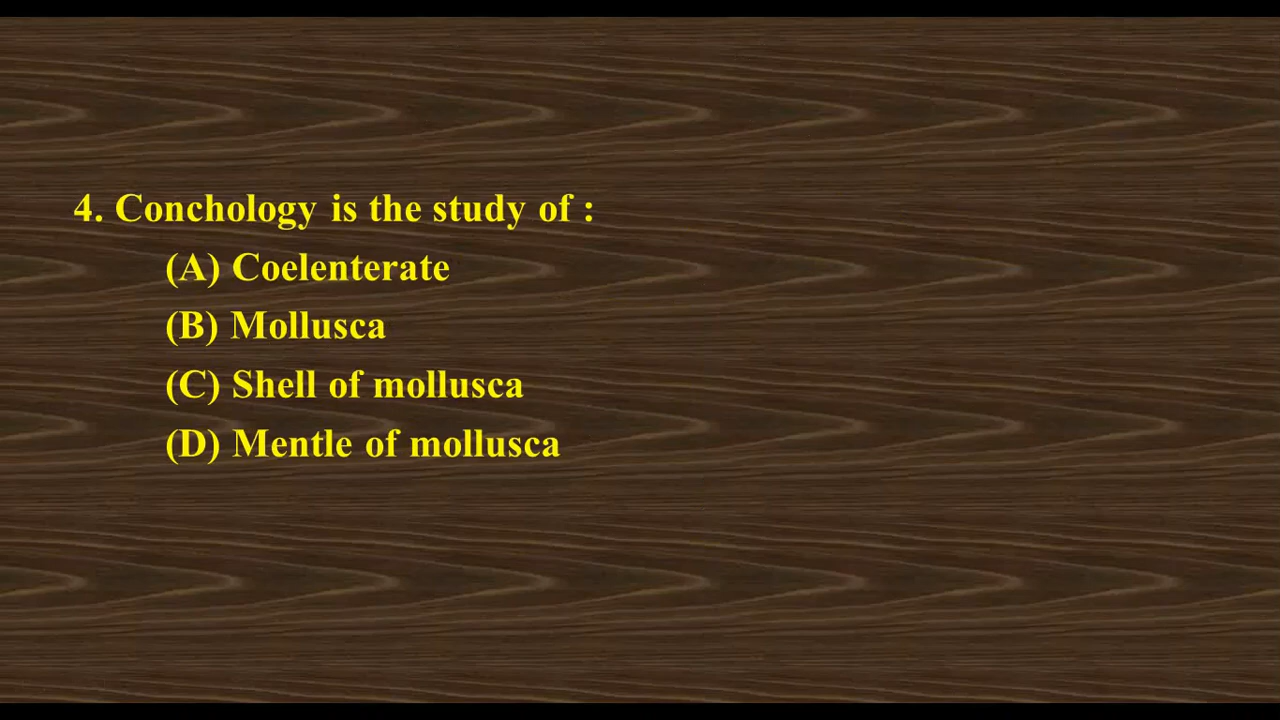 4. Conchology is the study of :
(A) Coelenterate
(B) Mollusca
(C) Shell of mollusca
(D) Mentle of mollusca